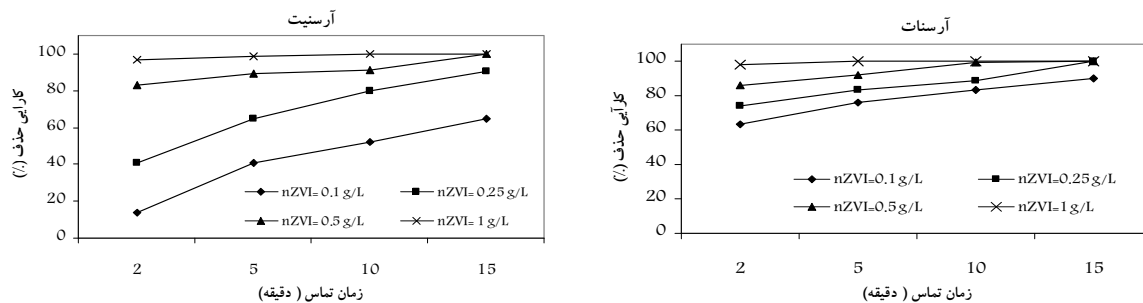 آرسنیت
100
80
60
40
20
0
کارایی حذف (٪)
nZVI= 0.1 g/L
nZVI= 0.25 g/L
nZVI= 0.5 g/L
nZVI= 1 g/L
2 5 10 15
زمان تماس ( دقیقه)
آرسنات
100
80
60
40
20
0
کارآیی حذف (٪)
nZVI=0.1 g/L
nZVI=0.25 g/L
nZVI=0.5 g/L
nZVI=1 g/L
2 5 10 15
زمان تماس ( دقیقه)